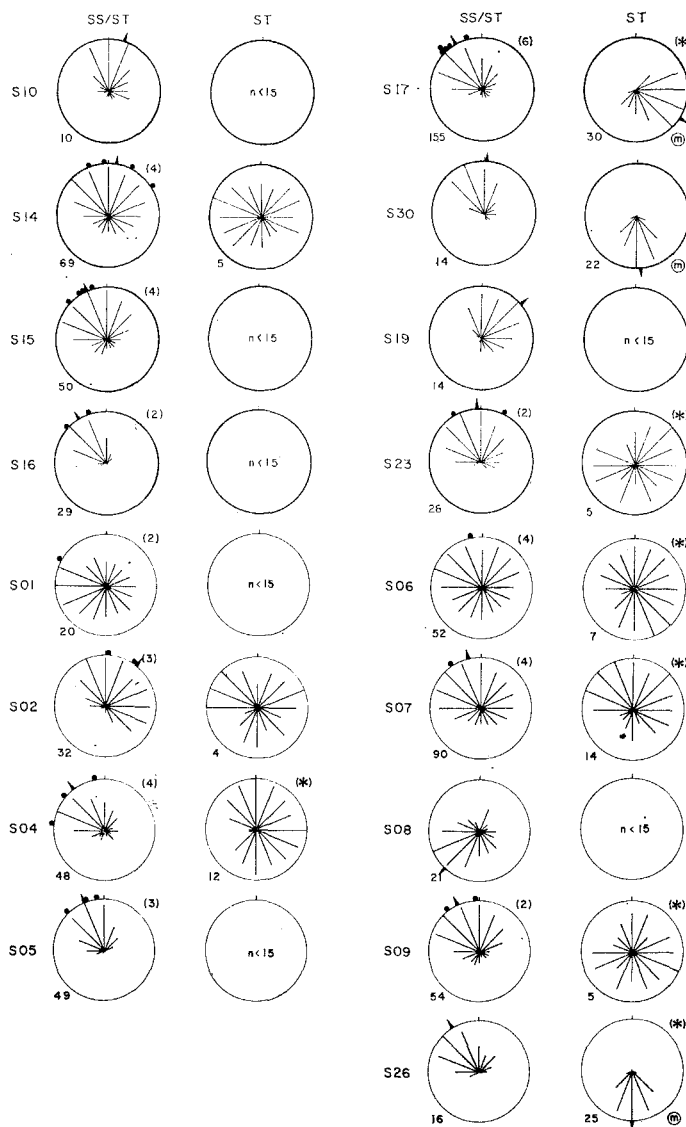 SS/ST ST
S10 n<15
10
S14 (4)
69 5
S15 (4) n<15
50
S16 (2) n<15
29
S01 (2) n<15
20
S02 (3)
32 4
S04 (4) (*)
48 12
S05 (3) n<15
49
SS/ST ST
S17 (6) (*
155 30 m
S30
14 22 m
S19 n<15
14
S23 (2) (*
28 5
S06 (4) (*)
52 7
S07 (4) (*)
90 14
S08 n<15
21
S09 (2) (*)
54 5
S26 (*)
16 25 m